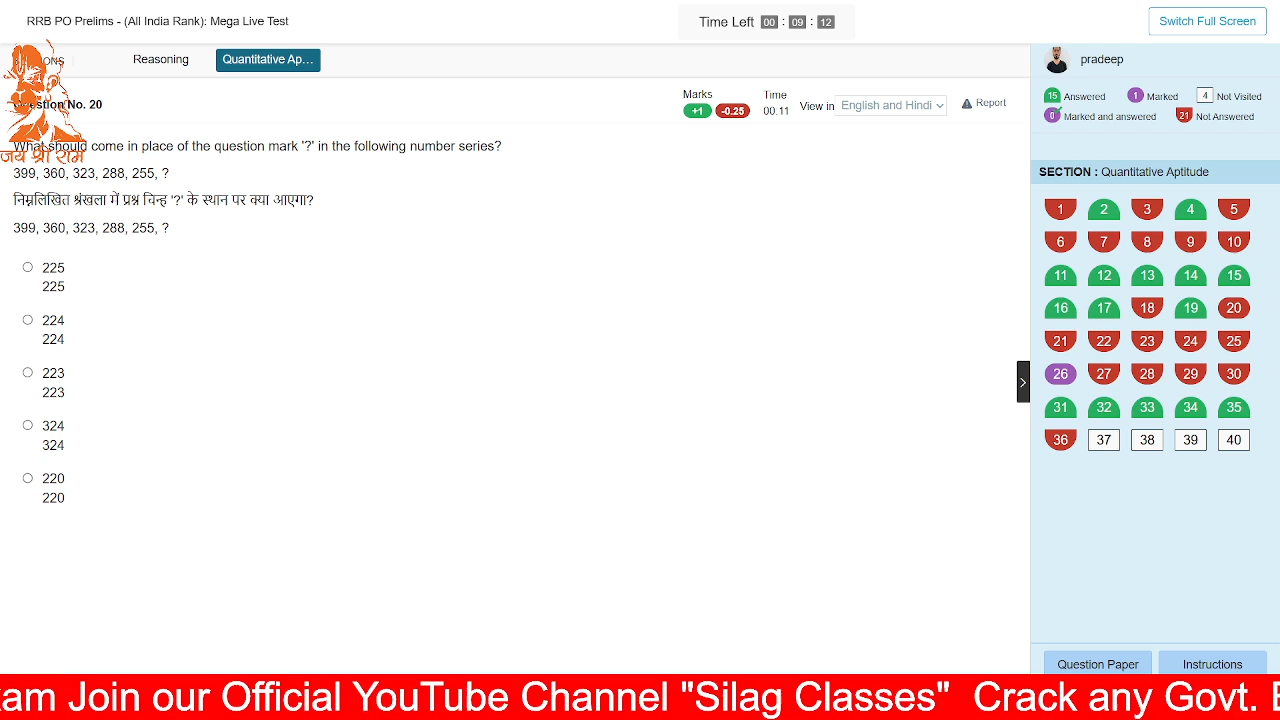 RRB PO Prelims - (All India Rank): Mega Live Test
Time Left 00 : 09 : 12
Switch Full Screen
Reasoning
Quantitative Ap...
pradeep
Question No. 20
Marks
+1 -0.25
Time
00:11
View in English and Hindi
Report
15 Answered
1 Marked
4 Not Visited
0 Marked and answered
21 Not Answered
जय श्री राम
What should come in place of the question mark '?' in the following number series?
399, 360, 323, 288, 255, ?
निम्नलिखित श्रंखला में प्रश्न चिन्ह '?' के स्थान पर क्या आएगा?
399, 360, 323, 288, 255, ?
225
225
224
224
223
223
324
324
220
220
SECTION : Quantitative Aptitude
1 2 3 4 5
6 7 8 9 10
11 12 13 14 15
16 17 18 19 20
21 22 23 24 25
26 27 28 29 30
31 32 33 34 35
36 37 38 39 40
Question Paper
Instructions
am Join our Official YouTube Channel "Silag Classes" Crack any Govt. E